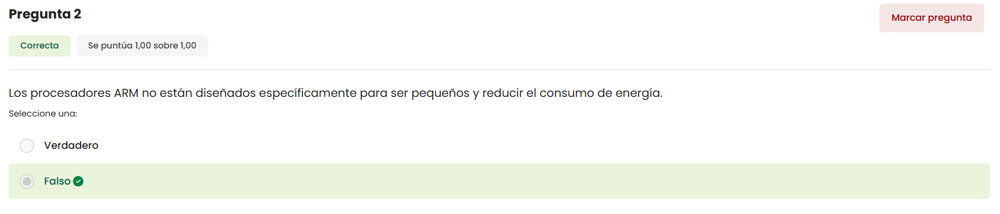 Pregunta 2
Marcar pregunta
Correcta
Se puntúa 1,00 sobre 1,00
Los procesadores ARM no están diseñados específicamente para ser pequeños y reducir el consumo de energía.
Seleccione una:
Verdadero
Falso